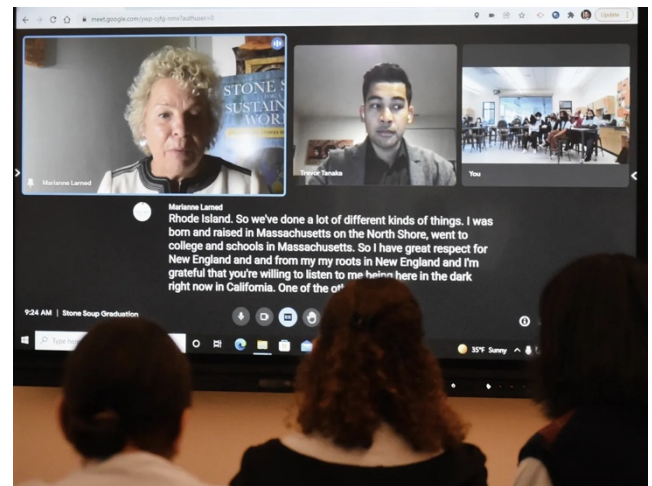 meet.google.com/
Update
STONE S
SUSTAIN
WOR
Marianne Larned
Trevor Tanaka
You
Marianne Larned
Rhode Island. So we've done a lot of different kinds of things. I was
born and raised in Massachusetts on the North Shore, went to
college and schools in Massachusetts. So I have great respect for
New England and and from my my roots in New England and I'm
grateful that you're willing to listen to me being here in the dark
right now in California. One of the ot
9:24 AM | Stone Soup Graduation
Type he
35°F Sunny